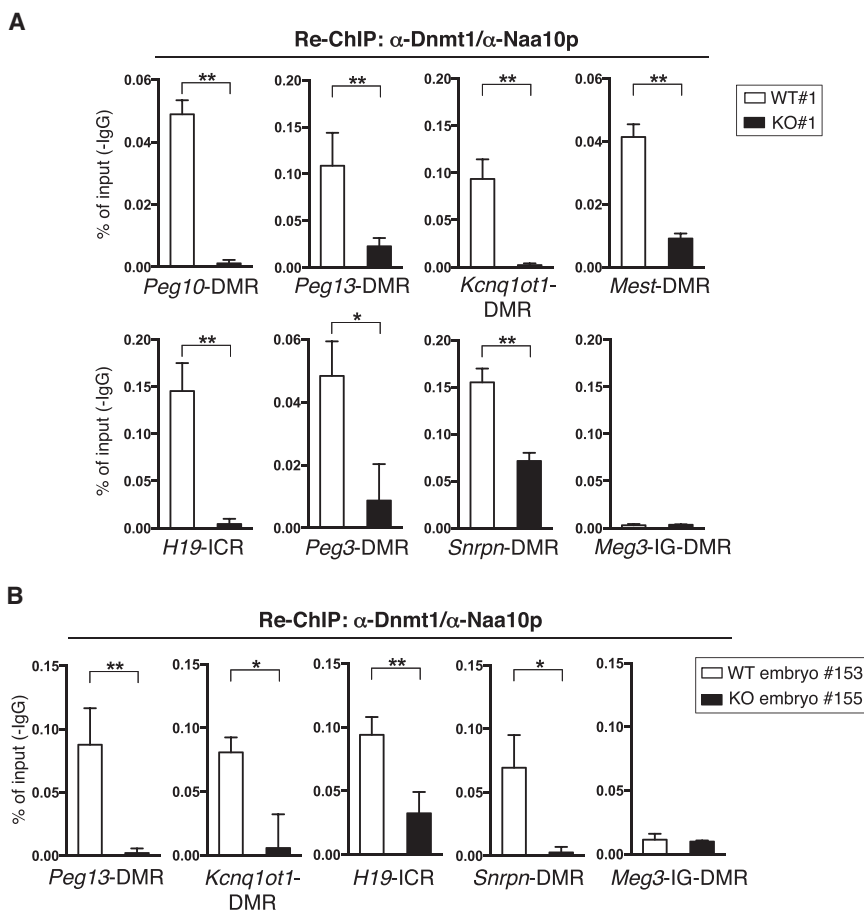 A
Re-ChIP: α-Dnmt1/α-Naa10p
% of input (-IgG)
0.06
0.04
0.02
0.00
**
Peg10-DMR
0.20
0.15
0.10
0.05
0.00
**
Peg13-DMR
0.20
0.15
0.10
0.05
0.00
**
Kcnq1ot1-
DMR
0.06
0.04
0.02
0.00
**
Mest-DMR
WT#1
KO#1
% of input (-IgG)
0.20
0.15
0.10
0.05
0.00
**
H19-ICR
0.06
0.04
0.02
0.00
*
Peg3-DMR
0.20
0.15
0.10
0.05
0.00
**
Snrpn-DMR
0.20
0.15
0.10
0.05
0.00
Meg3-IG-DMR
B
Re-ChIP: α-Dnmt1/α-Naa10p
% of input (-IgG)
0.15
0.10
0.05
0.00
**
Peg13-DMR
0.15
0.10
0.05
0.00
*
Kcnq1ot1-
DMR
0.15
0.10
0.05
0.00
**
H19-ICR
0.15
0.10
0.05
0.00
*
Snrpn-DMR
0.15
0.10
0.05
0.00
Meg3-IG-DMR
WT embryo #153
KO embryo #155